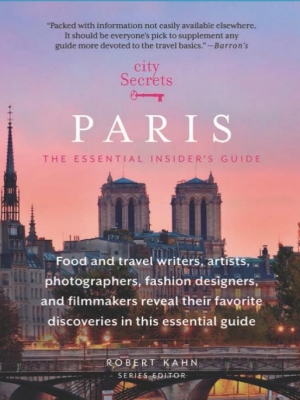 “Packed with information not easily available elsewhere.
It should be everyone's pick to supplement any
guide more devoted to the travel basics.” —Barron's
city
Secrets
PARIS
THE ESSENTIAL INSIDER'S GUIDE
Food and travel writers, artists,
photographers, fashion designers,
and filmmakers reveal their favorite
discoveries in this essential guide
ROBERT KAHN
SERIES EDITOR